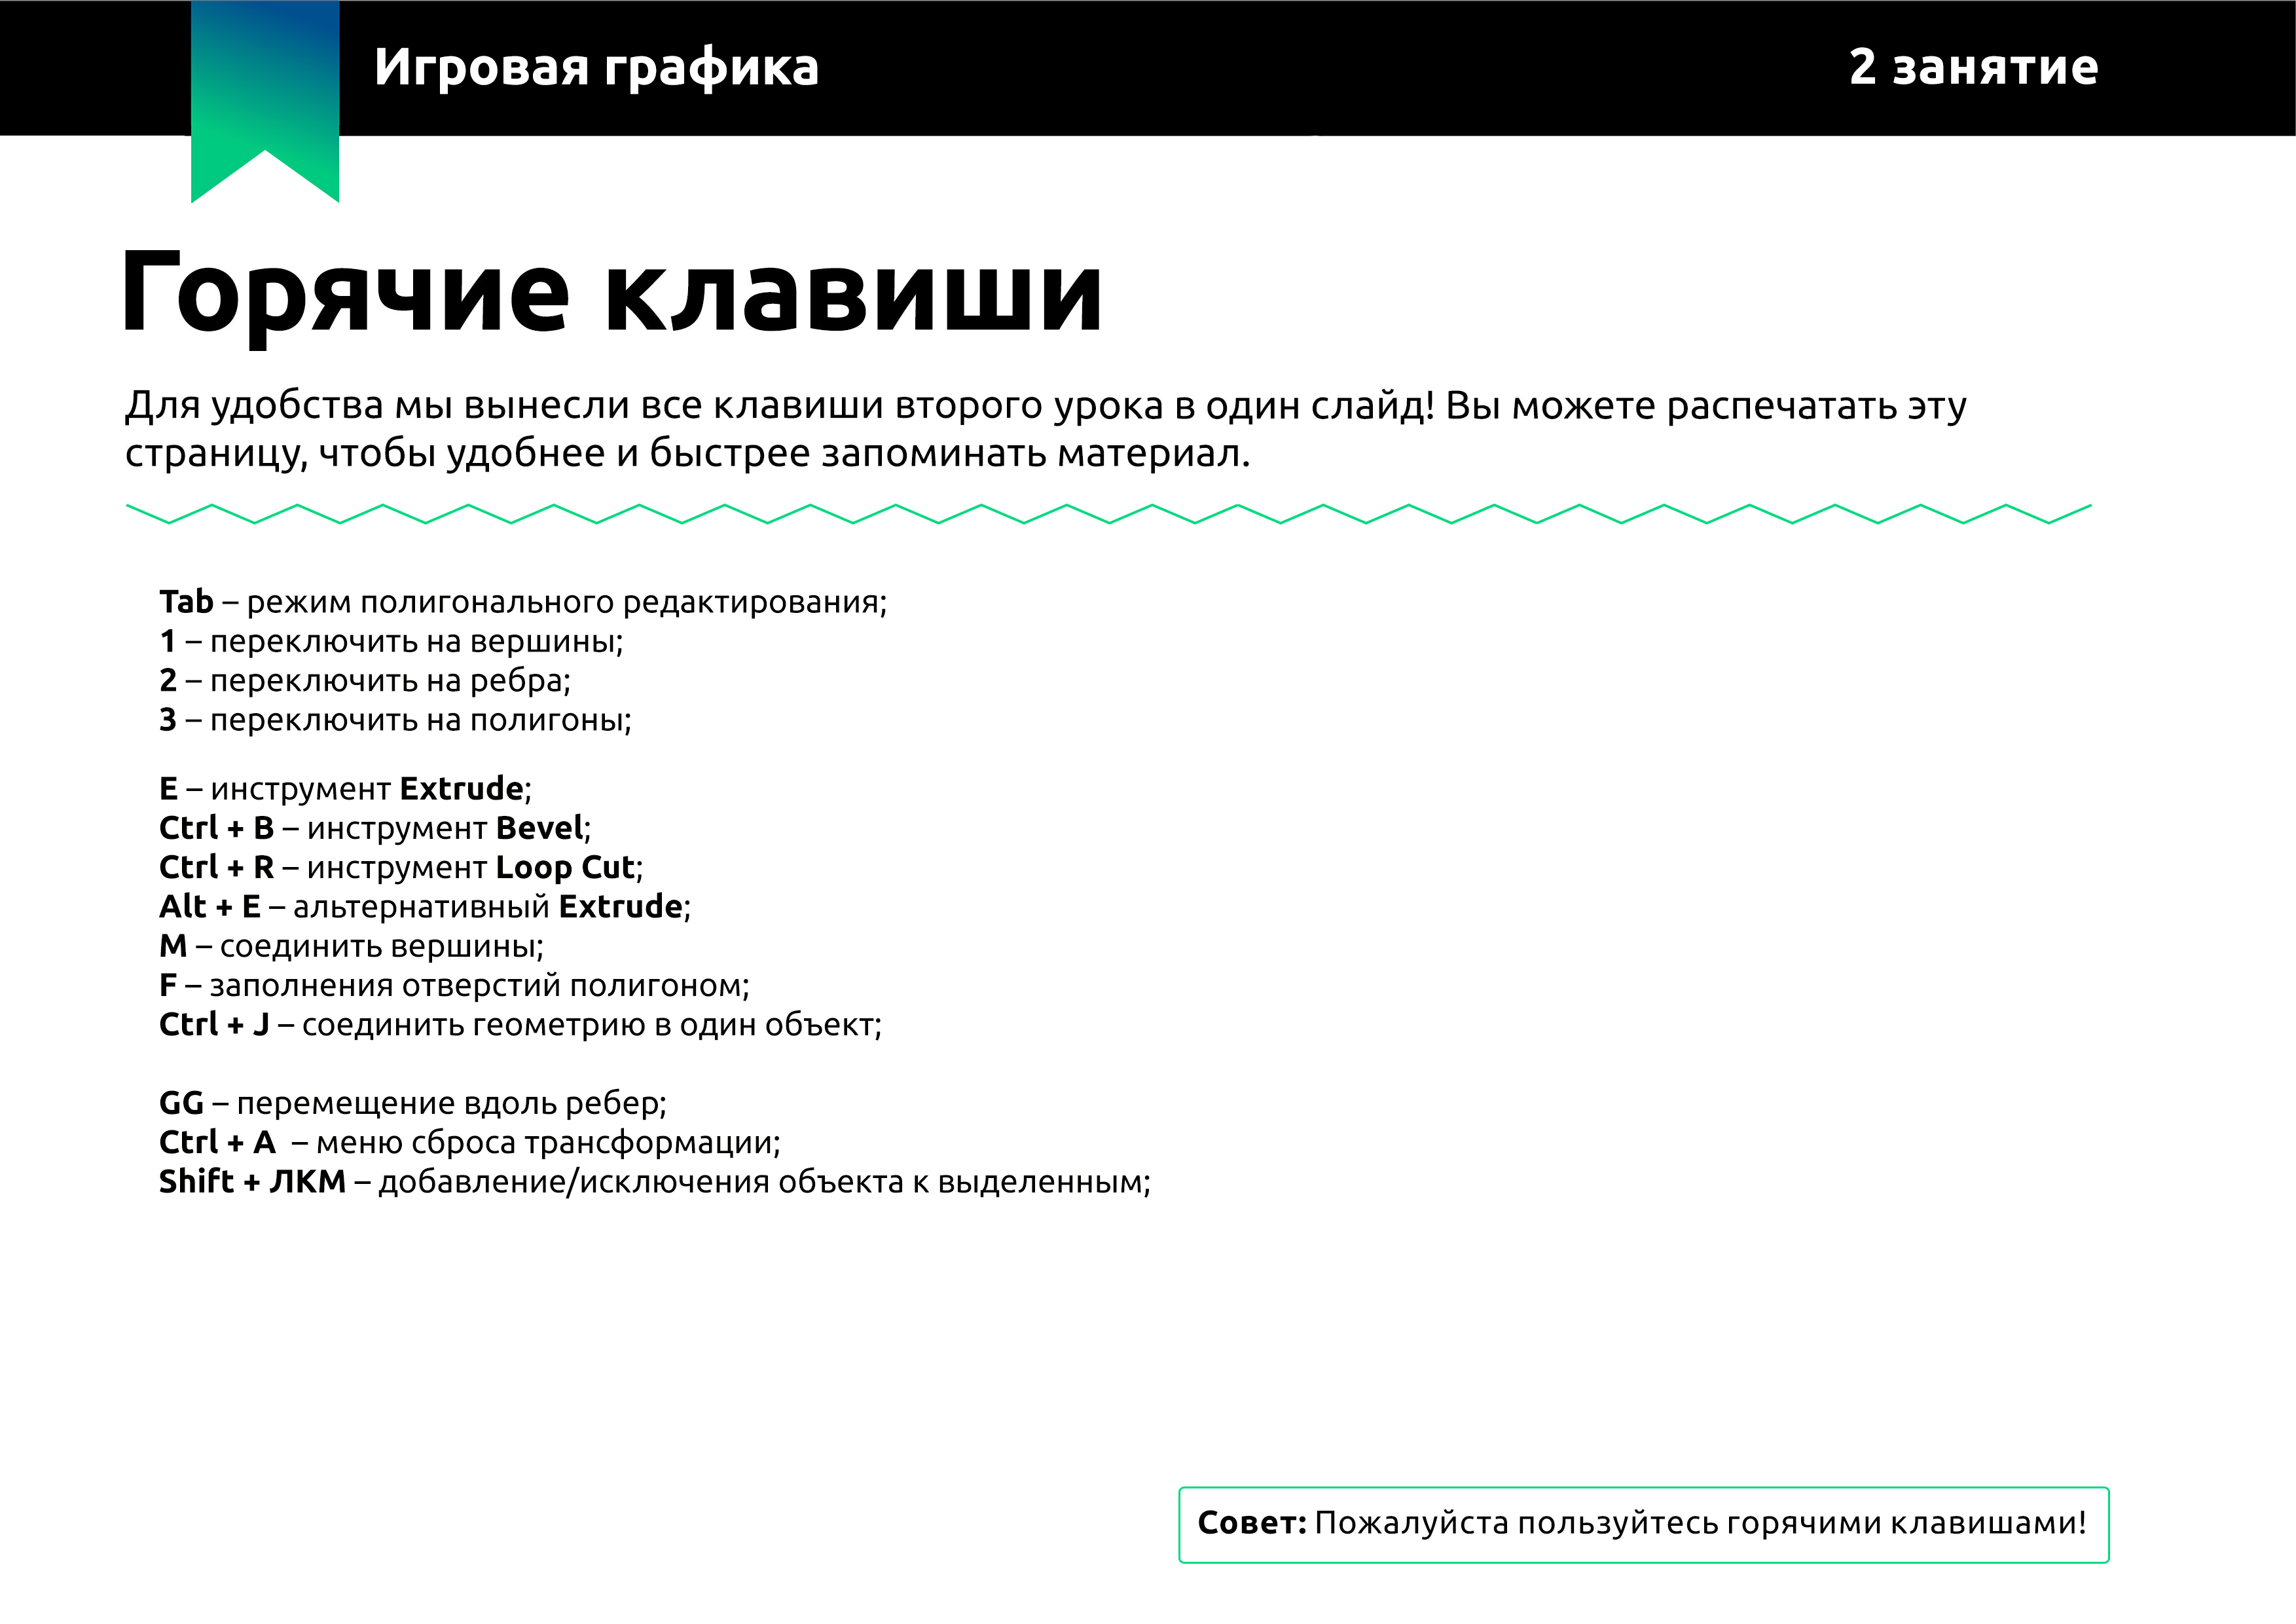 Игровая графика
2 занятие
Горячие клавиши
Для удобства мы вынесли все клавиши второго урока в один слайд! Вы можете распечатать эту
страницу, чтобы удобнее и быстрее запоминать материал.
Tab – режим полигонального редактирования;
1 – переключить на вершины;
2 – переключить на ребра;
3 – переключить на полигоны;
E – инструмент Extrude;
Ctrl + B – инструмент Bevel;
Ctrl + R – инструмент Loop Cut;
Alt + E – альтернативный Extrude;
M – соединить вершины;
F – заполнения отверстий полигоном;
Ctrl + J – соединить геометрию в один объект;
GG – перемещение вдоль ребер;
Ctrl + A – меню сброса трансформации;
Shift + ЛКМ – добавление/исключения объекта к выделенным;
Совет: Пожалуйста пользуйтесь горячими клавишами!